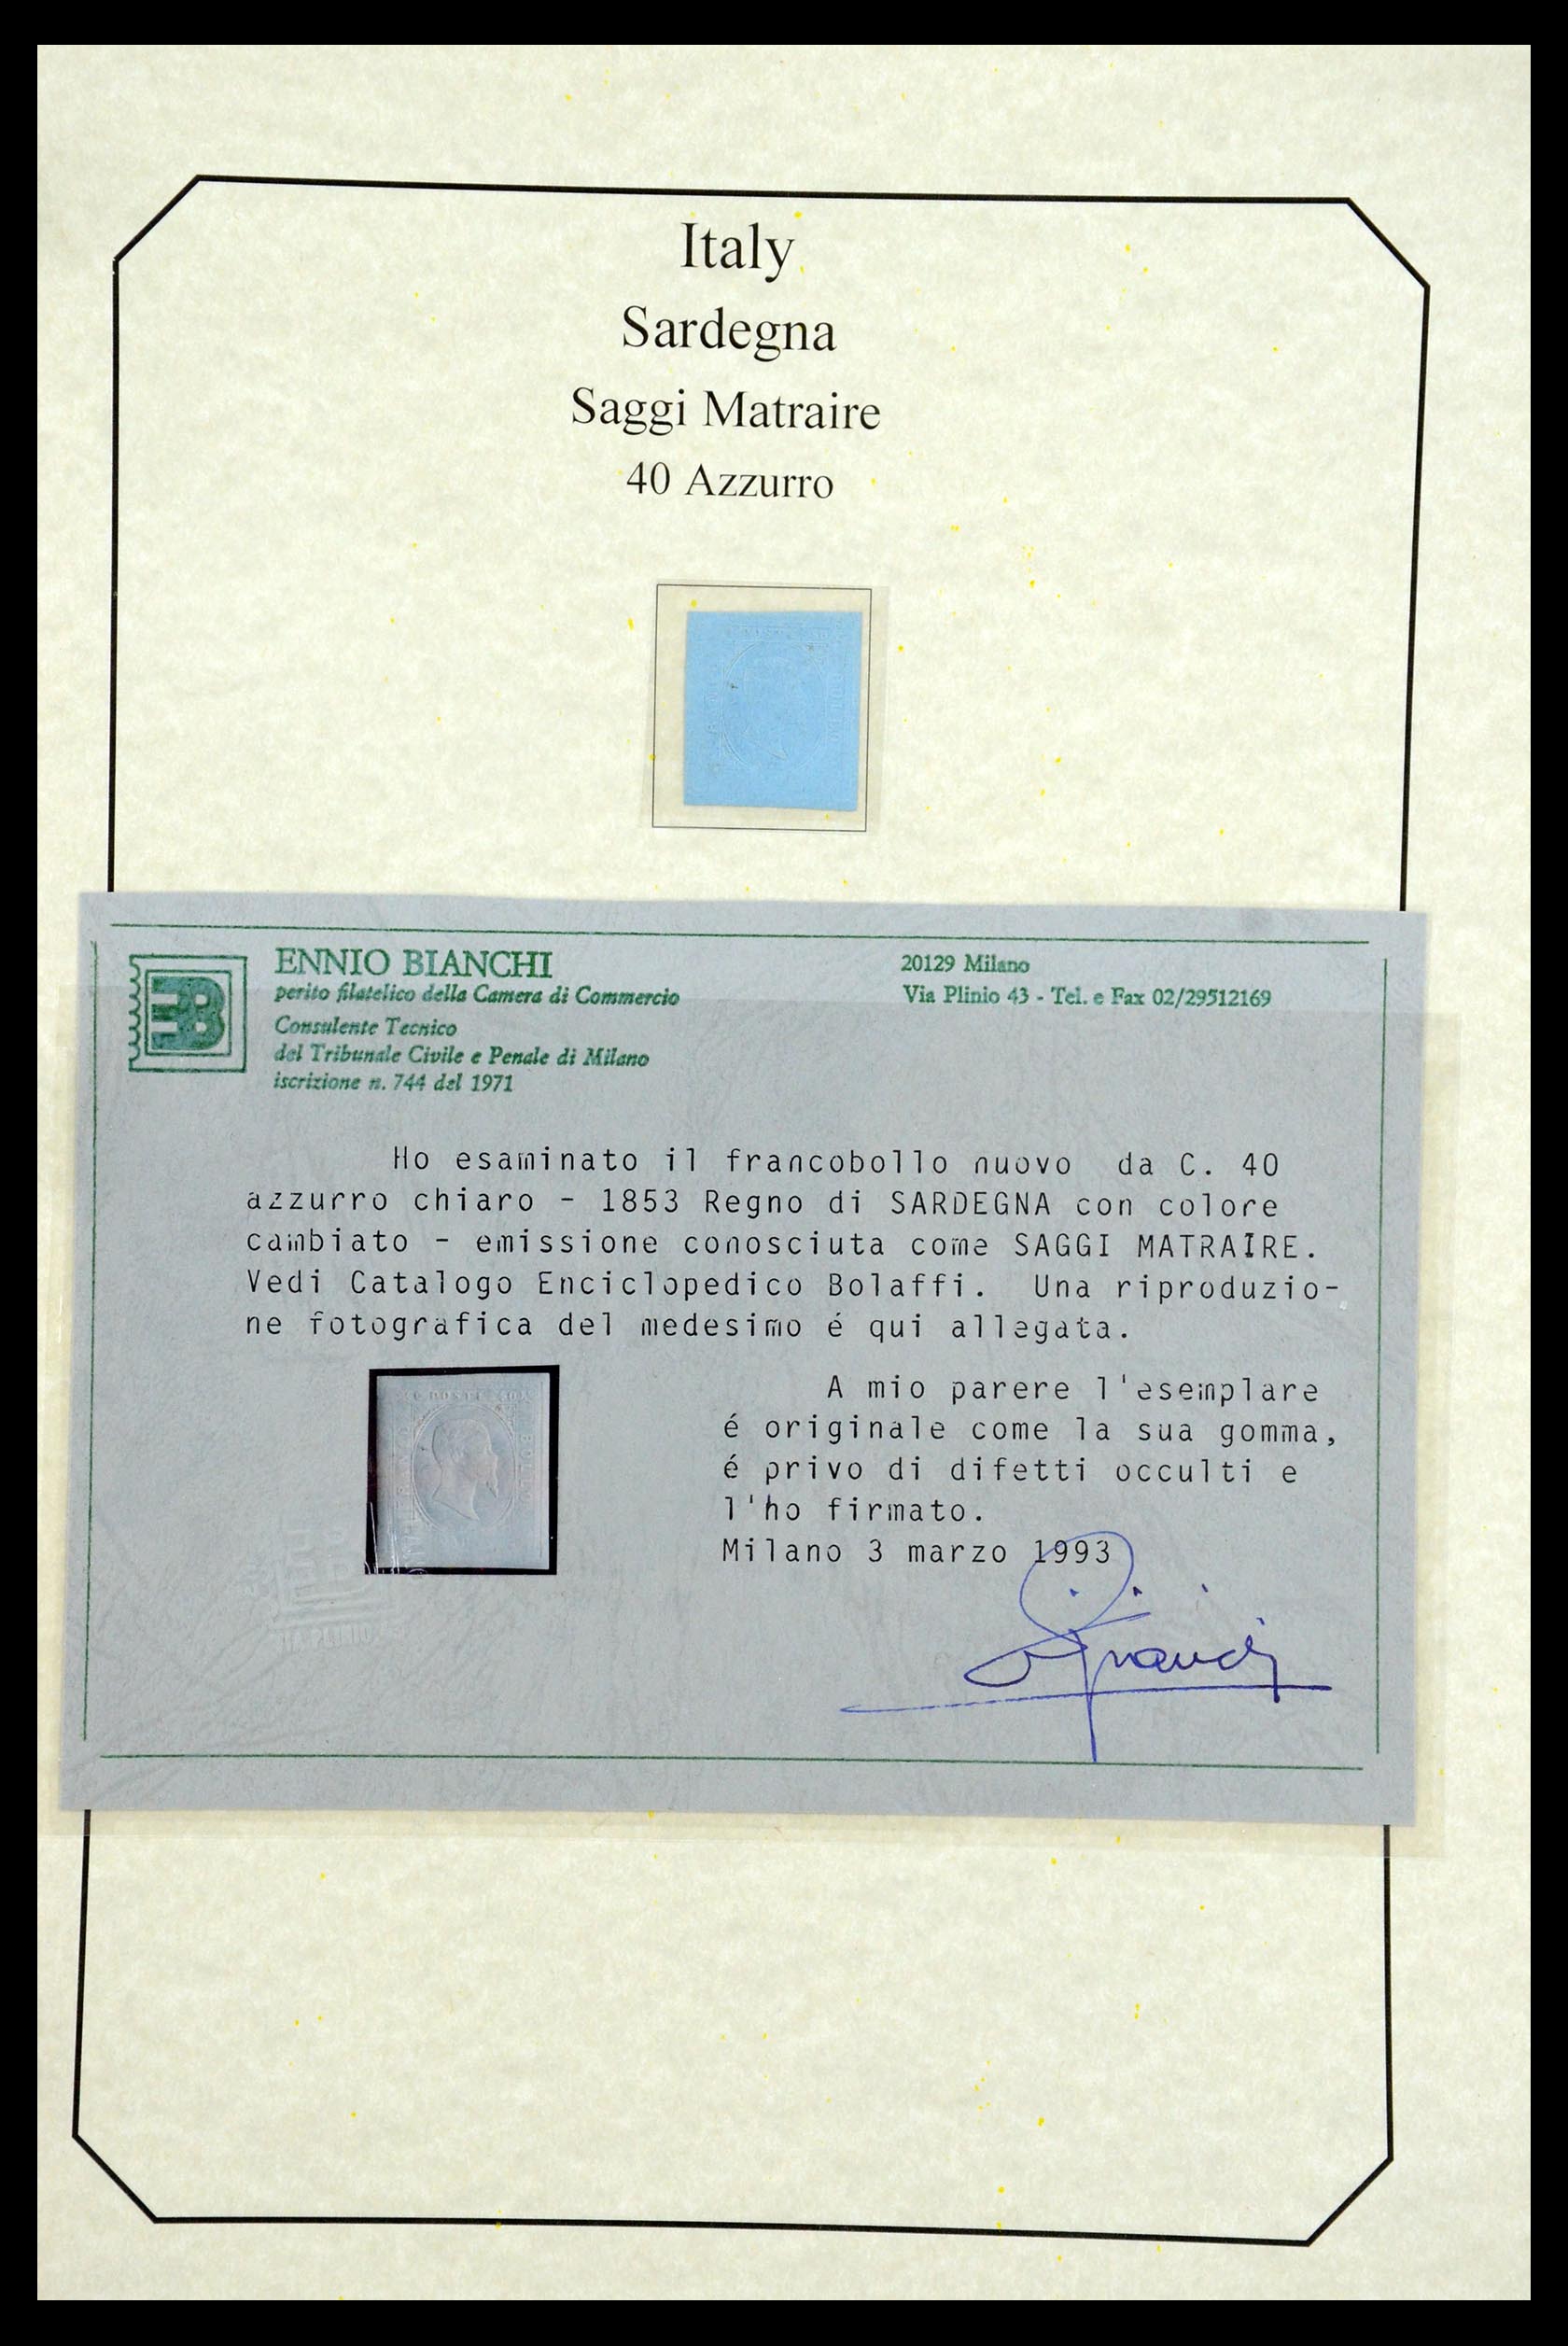 Italy
Sardegna
Saggi Matraire
40 Azzurro
ENNIO BIANCHI
perito filatelico della Camera di Commercio
Consulente Tecnico
del Tribunale Civile e Penale di Milano
iscrizione n. 744 del 1971
20129 Milano
Via Plinio 43 - Tel. e Fax 02/29512169
Ho esaminato il francobollo nuovo da C. 40
azzurro chiaro - 1853 Regno di SARDEGNA con colore
cambiato - emissione conosciuta come SAGGI MATRAIRE.
Vedi Catalogo Enciclopedico Bolaffi. Una riproduzio-
ne fotografica del medesimo é qui allegata.
A mio parere l'esemplare
é originale come la sua gomma,
é privo di difetti occulti e
l'ho firmato.
Milano 3 marzo 1993